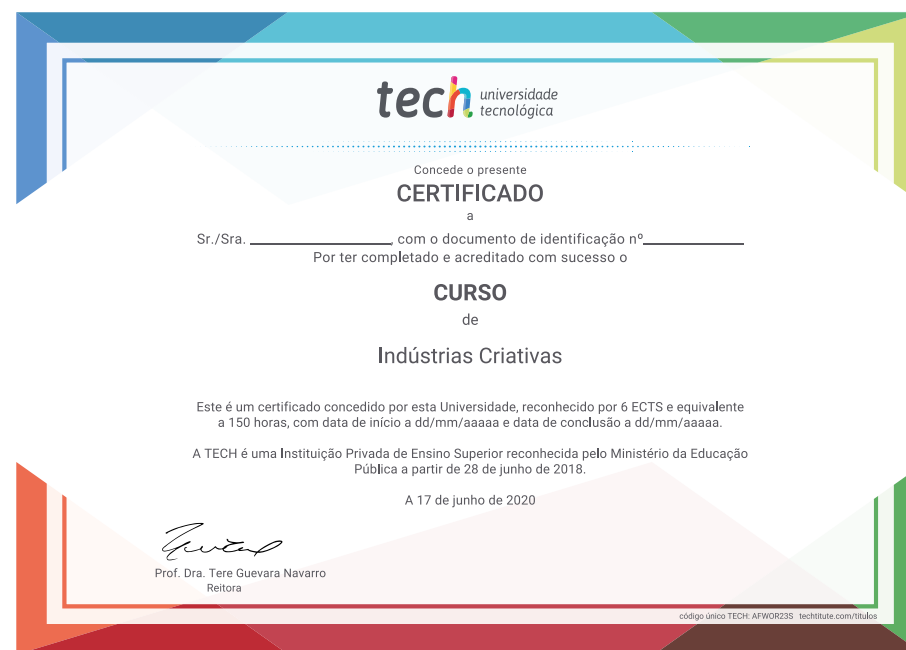 tech universidade
tecnológica
Concede o presente
CERTIFICADO
a
Sr./Sra. , com o documento de identificação nº
Por ter completado e acreditado com sucesso o
CURSO
de
Indústrias Criativas
Este é um certificado concedido por esta Universidade, reconhecido por 6 ECTS e equivalente
a 150 horas, com data de início a dd/mm/aaaaa e data de conclusão a dd/mm/aaaaa.
A TECH é uma Instituição Privada de Ensino Superior reconhecida pelo Ministério da Educação
Pública a partir de 28 de junho de 2018.
A 17 de junho de 2020
Prof. Dra. Tere Guevara Navarro
Reitora
código único TECH: AFWOR23S techtitute.com/titulos